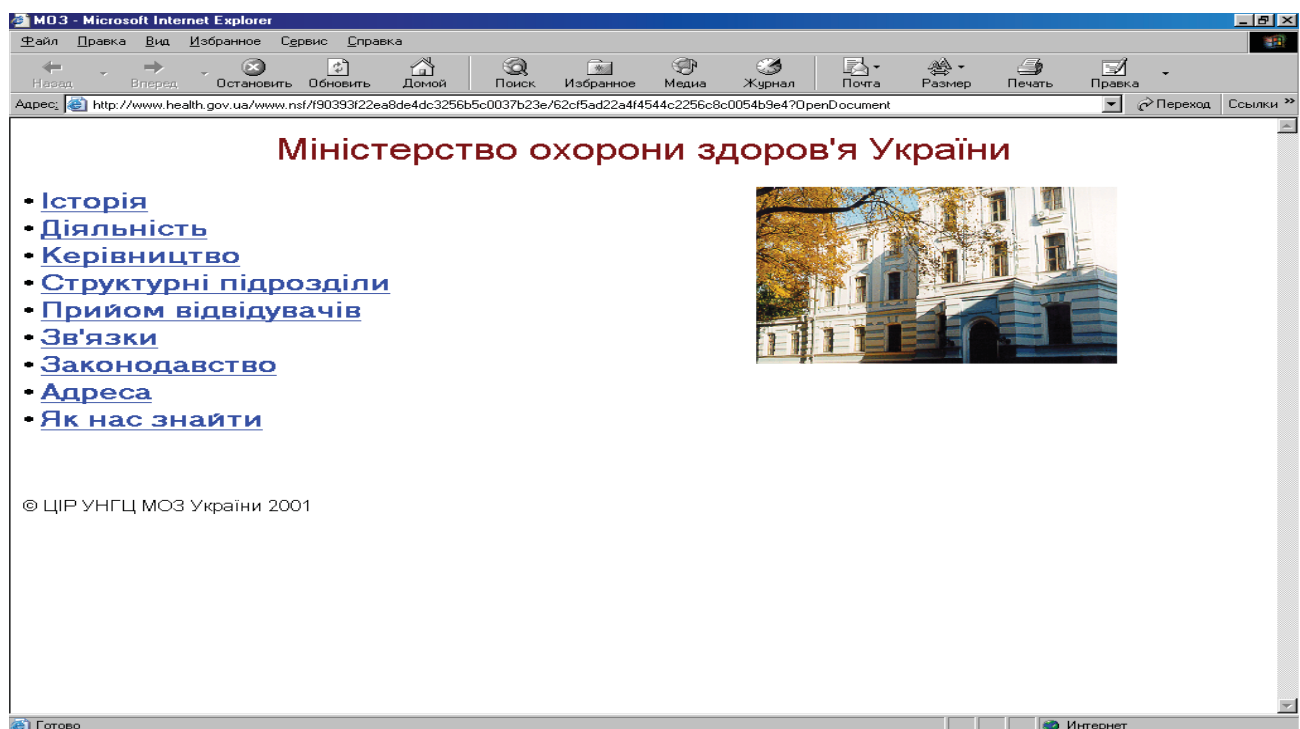 МОЗ - Microsoft Internet Explorer
Файл Правка Вид Избранное Сервис Справка
Назад Вперед Остановить Обновить Домой Поиск Избранное Медиа Журнал Почта Размер Печать Правка
Адрес: http://www.health.gov.ua/www.nsf/f90393f22ea8de4dc3256b5c0037b23e/62cf5ad22a4f4544c2256c8c0054b9e4?OpenDocument Переход Ссылки »
Міністерство охорони здоров'я України
• Історія
• Діяльність
• Керівництво
• Структурні підрозділи
• Прийом відвідувачів
• Зв'язки
• Законодавство
• Адреса
• Як нас знайти
© ЦІР УНГЦ МОЗ України 2001
Готово Интернет